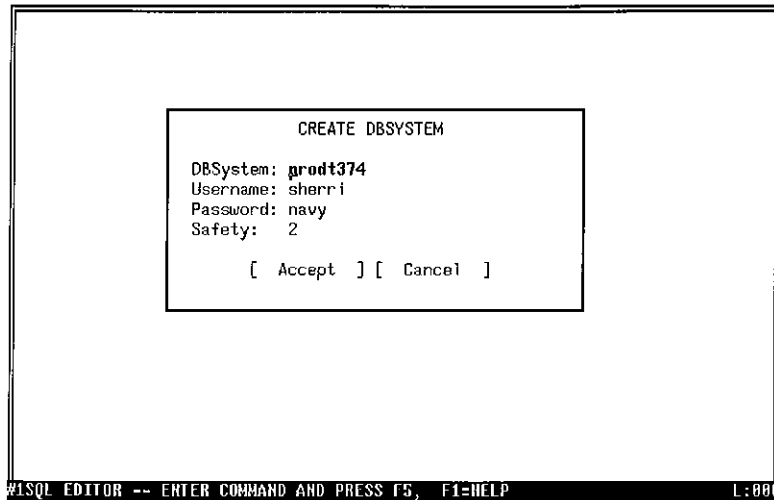 CREATE DBSYSTEM
DBSystem: prodt374
Username: sherri
Password: navy
Safety: 2
[ Accept ] [ Cancel ]
#1SQL EDITOR -- ENTER COMMAND AND PRESS F5, F1=HELP L:000